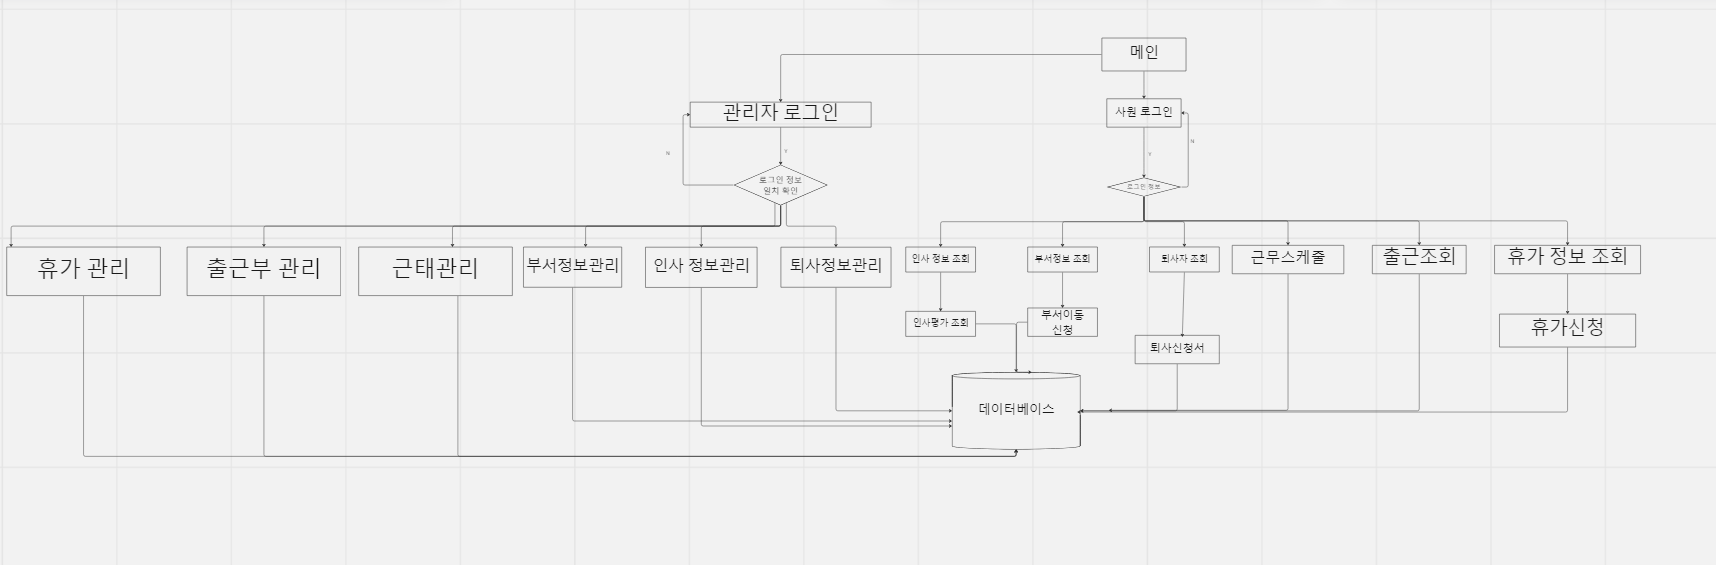 메인
관리자 로그인
사원 로그인
N
Y
Y
N
로그인 정보
일치 확인
로그인 정보
휴가 관리
출근부 관리
근태관리
부서정보관리
인사 정보관리
퇴사정보관리
인사 정보 조회
부서정보 조회
퇴사자 조회
근무스케줄
출근조회
휴가 정보 조회
인사평가 조회
부서이동
신청
퇴사신청서
휴가신청
데이터베이스